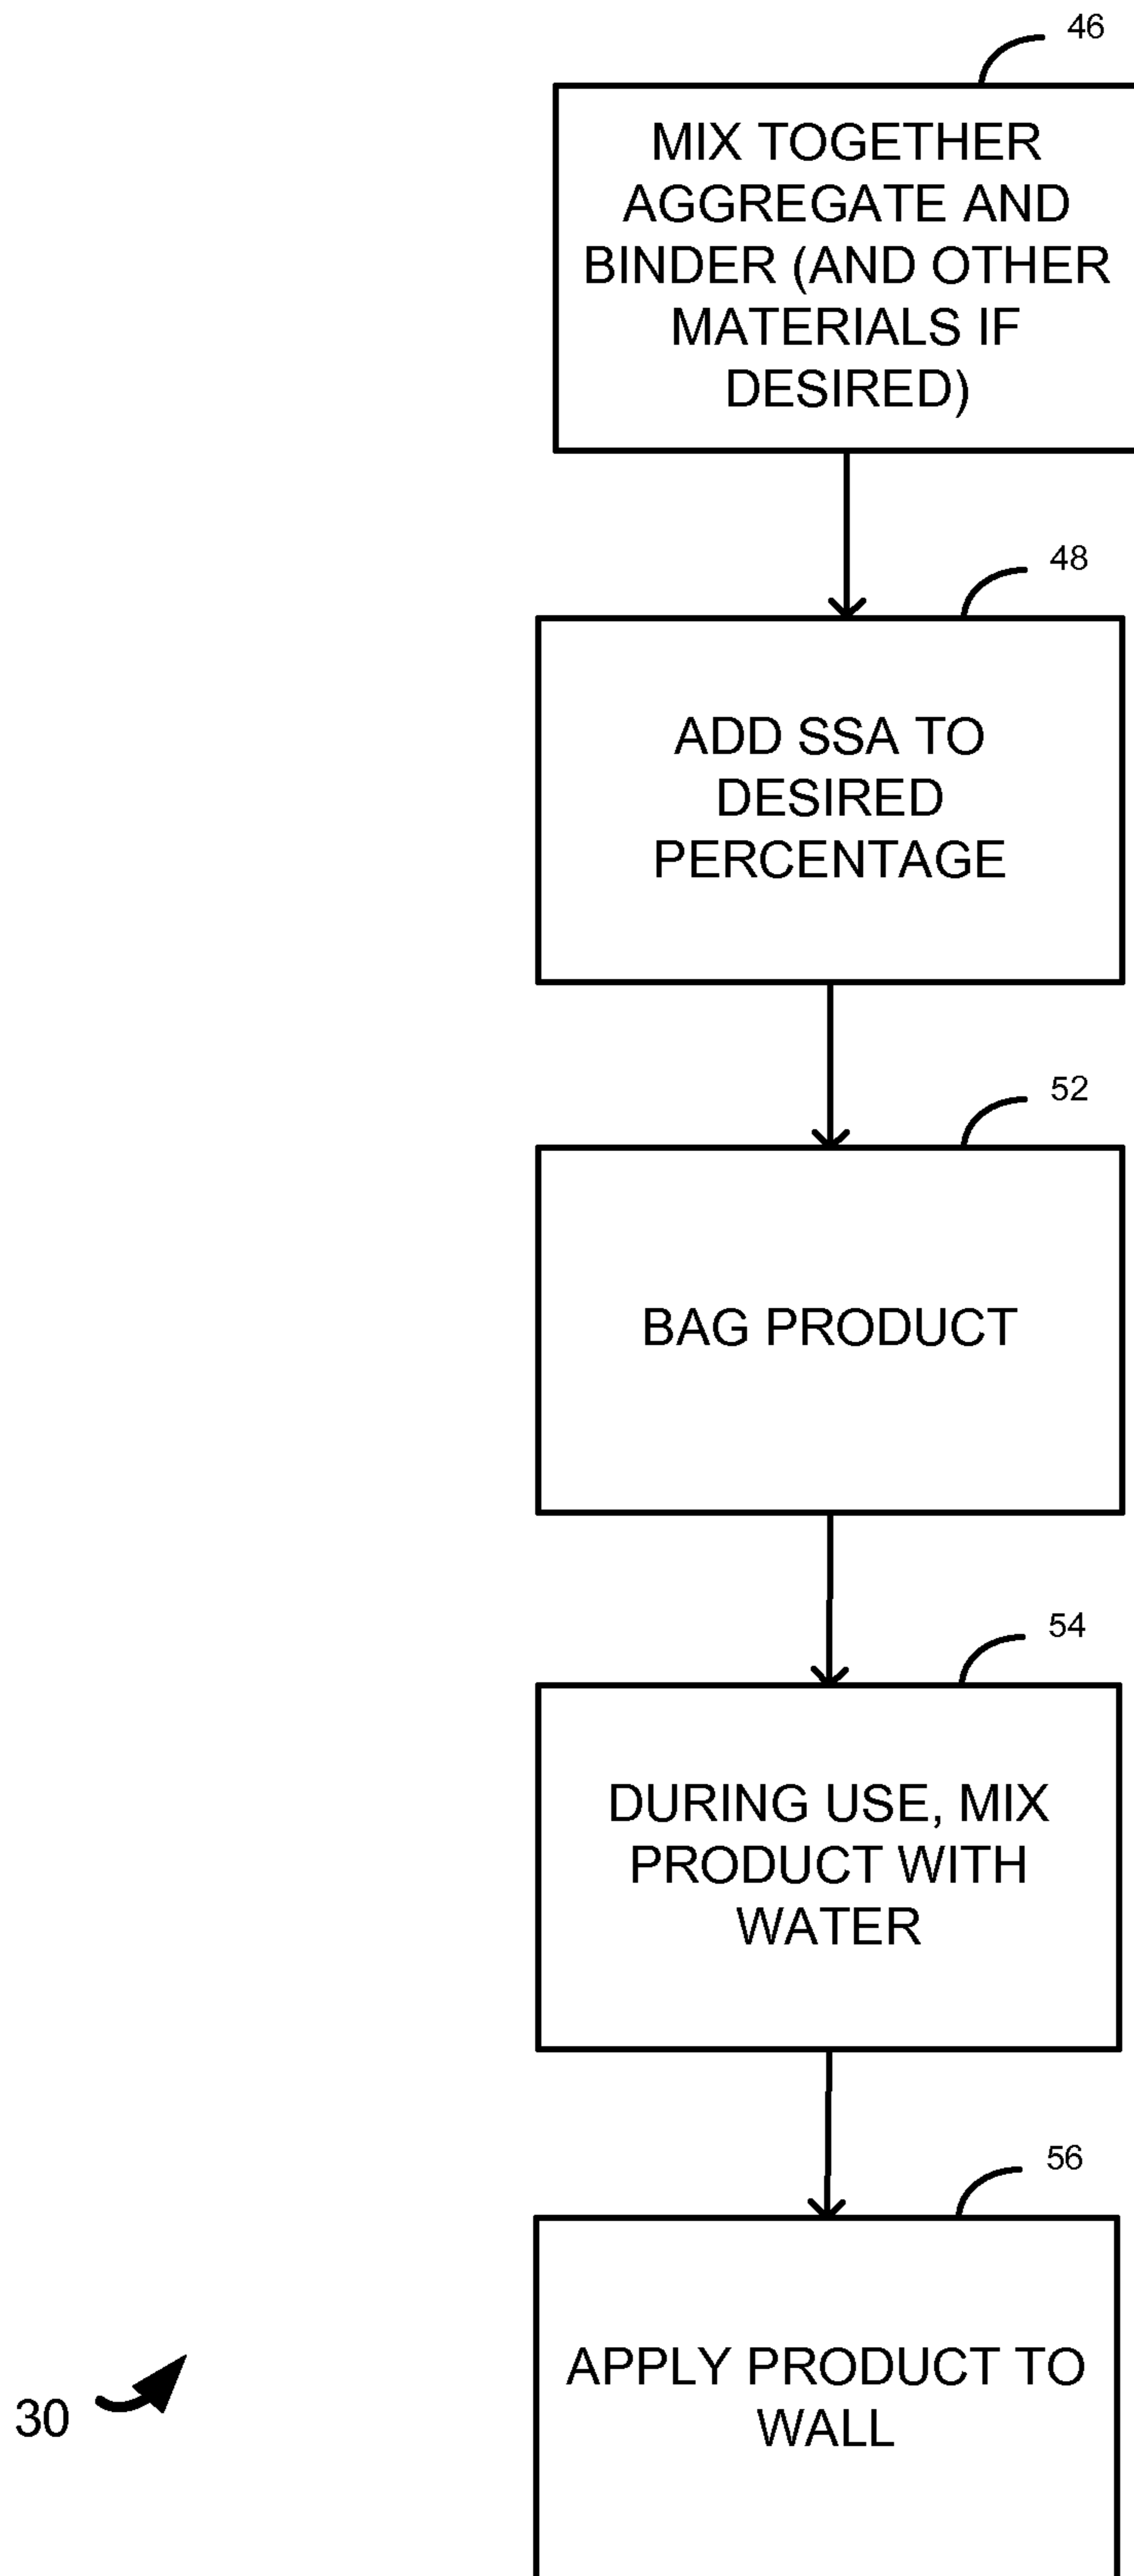 46
MIX TOGETHER
AGGREGATE AND
BINDER (AND OTHER
MATERIALS IF
DESIRED)
48
ADD SSA TO
DESIRED
PERCENTAGE
52
BAG PRODUCT
54
DURING USE, MIX
PRODUCT WITH
WATER
56
APPLY PRODUCT TO
WALL
30